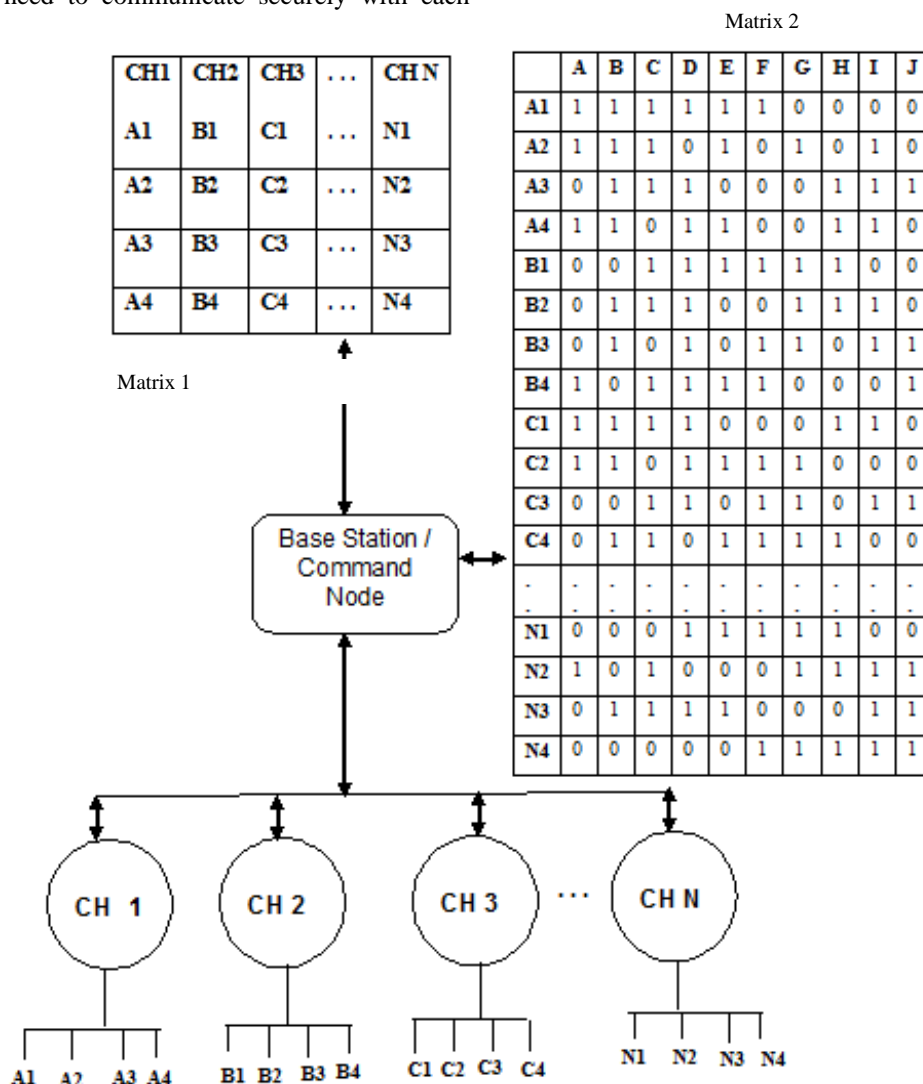 need to communicate securely with each
Matrix 2
CH1 CH2 CH3 ... CH N
A1 B1 C1 ... N1
A2 B2 C2 ... N2
A3 B3 C3 ... N3
A4 B4 C4 ... N4
Matrix 1
A B C D E F G H I J
A1 1 1 1 1 1 1 0 0 0 0
A2 1 1 1 0 1 0 1 0 1 0
A3 0 1 1 1 0 0 0 1 1 1
A4 1 1 0 1 1 0 0 1 1 0
B1 0 0 1 1 1 1 1 1 0 0
B2 0 1 1 1 0 0 1 1 1 0
B3 0 1 0 1 0 1 1 0 1 1
B4 1 0 1 1 1 1 0 0 0 1
C1 1 1 1 1 0 0 0 1 1 0
C2 1 1 0 1 1 1 1 0 0 0
C3 0 0 1 1 0 1 1 0 1 1
C4 0 1 1 0 1 1 1 1 0 0
. . . . . . . . . . .
. . . . . . . . . . .
N1 0 0 0 1 1 1 1 1 0 0
N2 1 0 1 0 0 0 1 1 1 1
N3 0 1 1 1 1 0 0 0 1 1
N4 0 0 0 0 0 1 1 1 1 1
Base Station /
Command
Node
CH 1 CH 2 CH 3 ... CH N
A1 A2 A3 A4 B1 B2 B3 B4 C1 C2 C3 C4 N1 N2 N3 N4